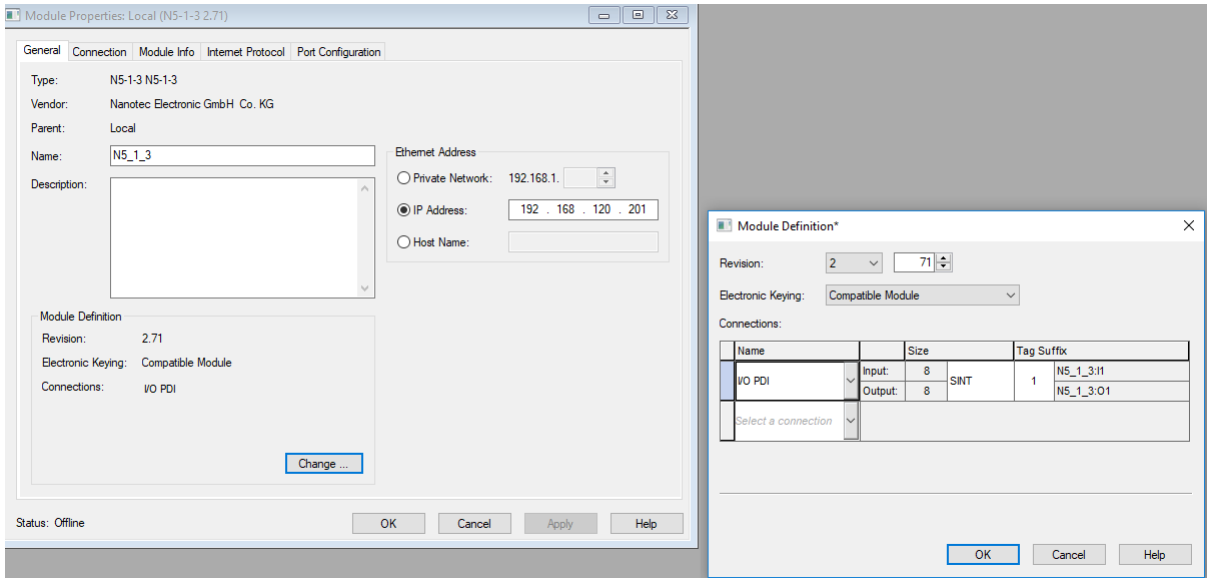 Module Properties: Local (N5-1-3 2.71)
General Connection Module Info Internet Protocol Port Configuration
Type: N5-1-3 N5-1-3
Vendor: Nanotec Electronic GmbH Co. KG
Parent: Local
Name: N5_1_3
Description:
Ethernet Address
Private Network: 192.168.1.
IP Address: 192 . 168 . 120 . 201
Host Name:
Module Definition
Revision: 2.71
Electronic Keying: Compatible Module
Connections: I/O PDI
Change ...
Status: Offline
OK Cancel Apply Help
Module Definition*
Revision: 2 71
Electronic Keying: Compatible Module
Connections:
Name Size Tag Suffix
I/O PDI Input: 8 SINT 1 N5_1_3:I1
Output: 8 N5_1_3:O1
Select a connection
OK Cancel Help